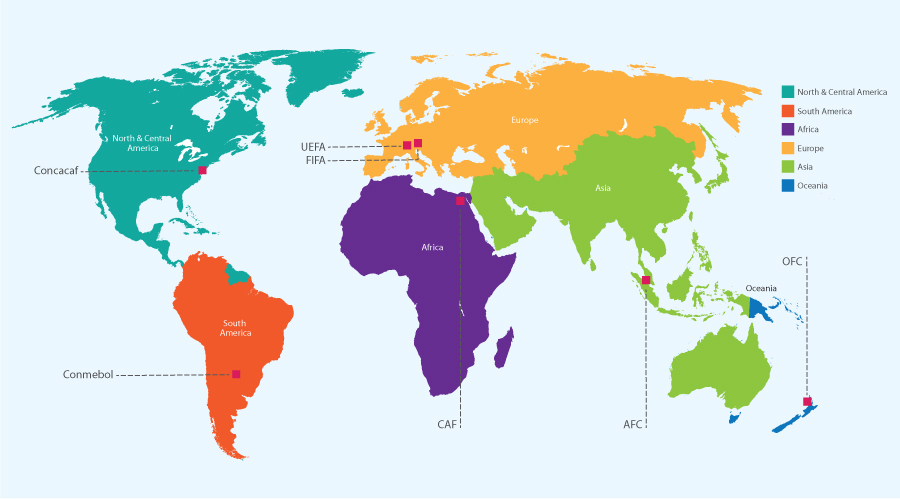 North & Central
America
Europe
UEFA
FIFA
Concacaf
Asia
Africa
South
America
Conmebol
Oceania
OFC
CAF
AFC
North & Central America
South America
Africa
Europe
Asia
Oceania